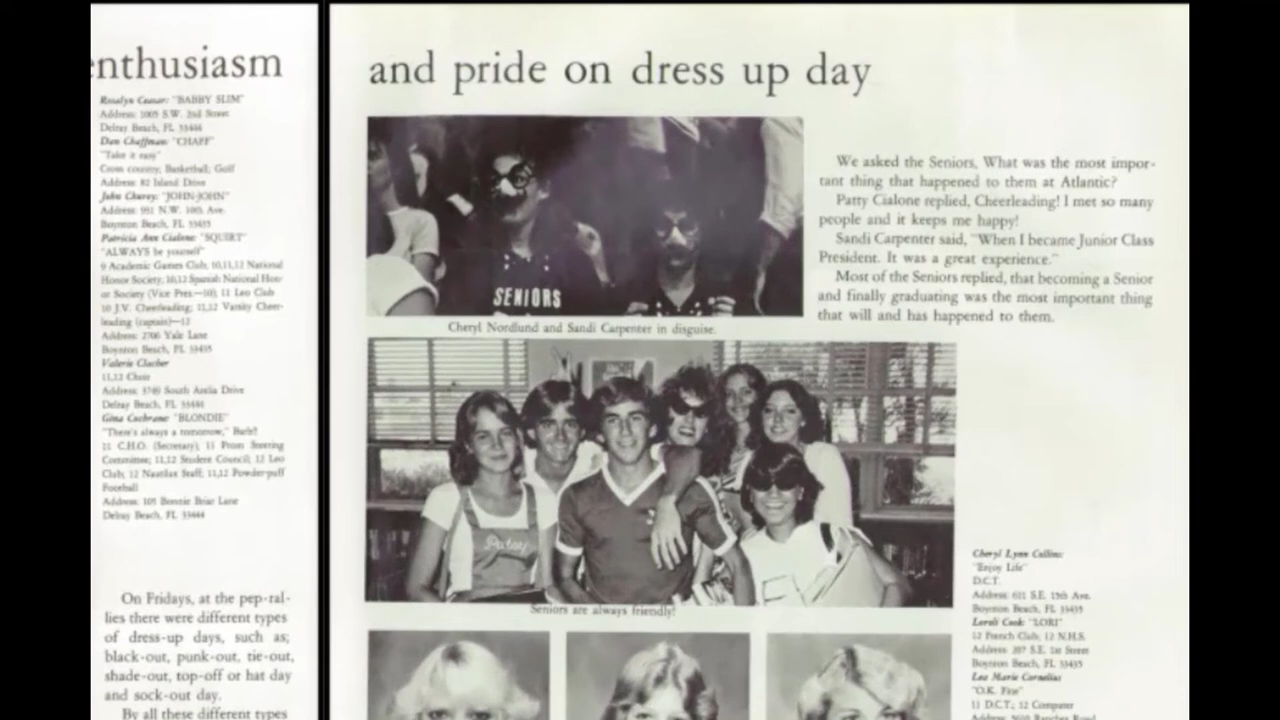 enthusiasm
Rosalyn Ceasar: "BABBY SLIM"
Address: 1005 S.W. 2nd Street
Delray Beach, FL 33444
Dan Chaffman: "CHAFF"
"Take it easy"
Cross country; Basketball; Golf
Address: 82 Island Drive
John Churey: "JOHN-JOHN"
Address: 951 N.W. 10th Ave.
Boynton Beach, FL 33435
Patricia Ann Cialone: "SQUIRT"
"ALWAYS be yourself"
9 Academic Games Club; 10,11,12 National
Honor Society; 10,12 Spanish National Hon-
or Society (Vice Pres.—10); 11 Leo Club
10 J.V. Cheerleading; 11,12 Varsity Cheer-
leading (captain)—12
Address: 2706 Yale Lane
Boynton Beach, FL 33435
Valerie Clacher
11,12 Choir
Address: 3749 South Drive
Delray Beach, FL 33444
Gina Cochrane: "BLONDIE"
"There's always a tomorrow,"
11 C.H.O. (Secretary), 11 Prom Steering
Committee; 11,12 Student Council; 12 Leo
Club; 12 Nautilus Staff; 11,12 Powder-puff
Football
Address: 105 Bonnie Briar Lane
Delray Beach, FL 33444
On Fridays, at the pep-ral-
lies there were different types
of dress-up days, such as;
black-out, punk-out, tie-out,
shade-out, top-off or hat day
and sock-out day.
By all these different types
and pride on dress up day
SENIORS
Cheryl Nordlund and Sandi Carpenter in disguise.
We asked the Seniors, What was the most impor-
tant thing that happened to them at Atlantic?
Patty Cialone replied, Cheerleading! I met so many
people and it keeps me happy!
Sandi Carpenter said, "When I became Junior Class
President. It was a great experience."
Most of the Seniors replied, that becoming a Senior
and finally graduating was the most important thing
that will and has happened to them.
Patsy
Seniors are always friendly!
Cheryl Lynn Collins:
"Enjoy Life"
D.C.T.
Address: 611 S.E. 15th Ave.
Boynton Beach, FL 33435
Loreli Cook: "LORI"
12 French Club; 12 N.H.S.
Address: 207 S.E. 1st Street
Boynton Beach, FL 33435
Lee Marie Cornelius
"O.K. Fine"
11 D.C.T.; 12 Computer
Address: Ranches Road